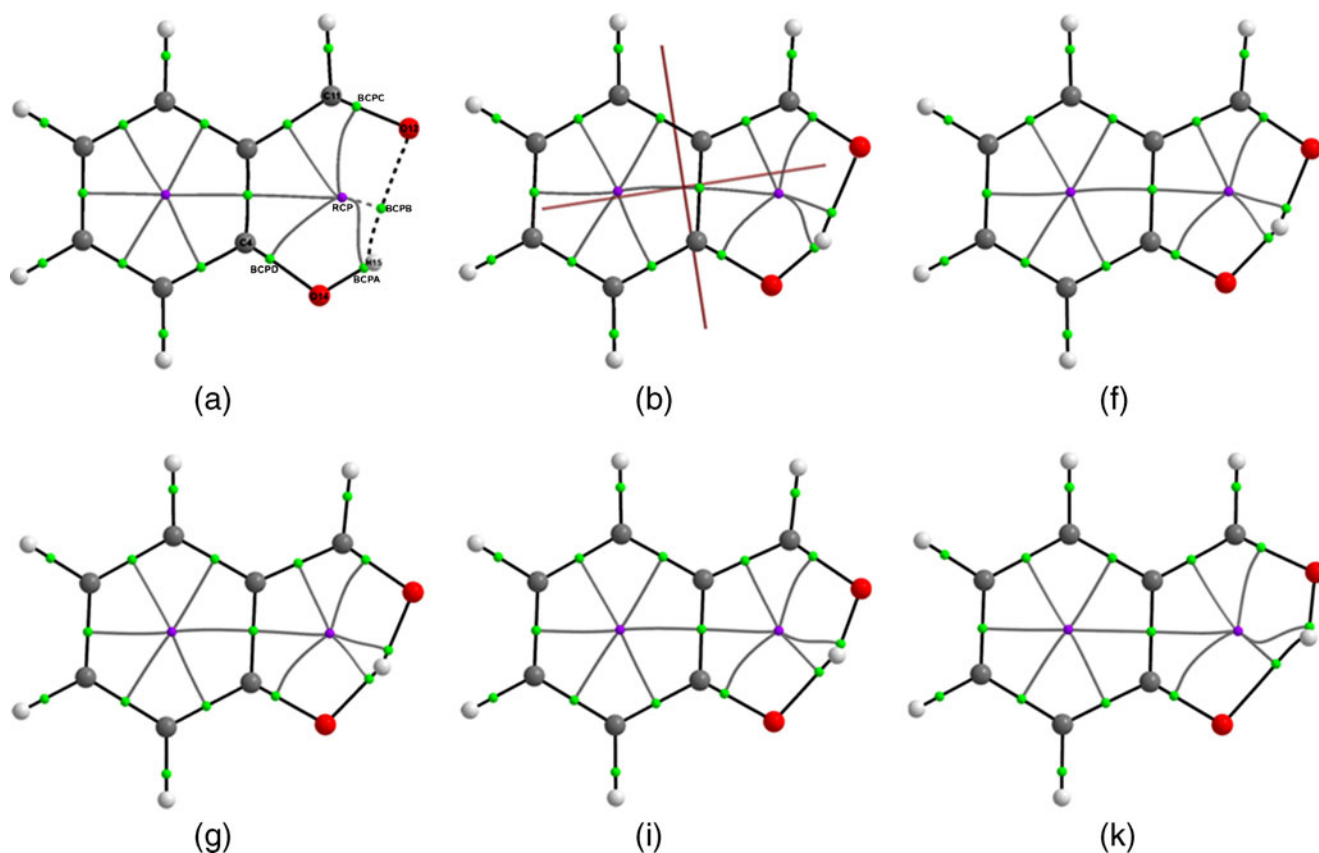 C11
BCPC
O12
RCP
BCPB
C4
BCPD
H15
BCPA
O14
(a)
(b)
(f)
(g)
(i)
(k)